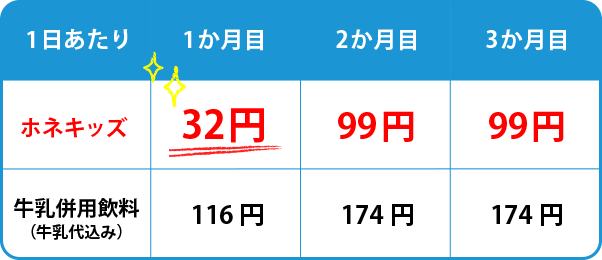 1日あたり 1か月目 2か月目 3か月目
ホネキッズ 32円 99円 99円
牛乳併用飲料 116円 174円 174円
(牛乳代込み)